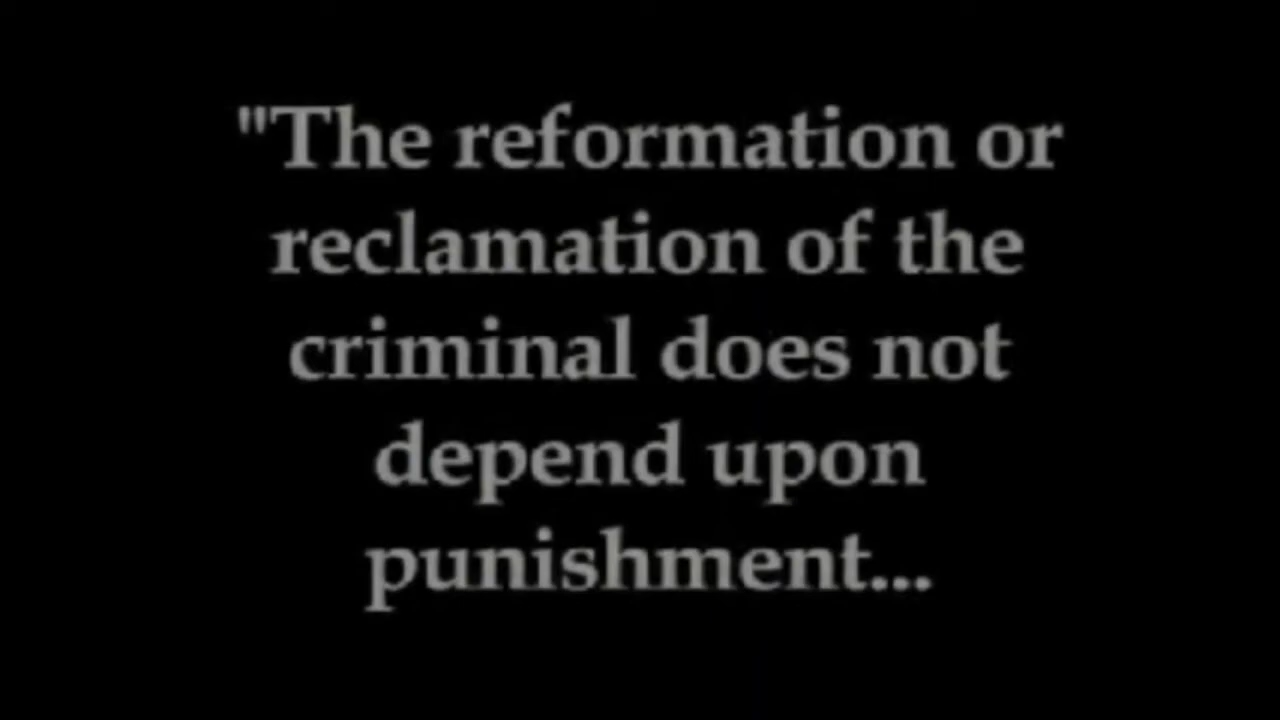 "The reformation or
reclamation of the
criminal does not
depend upon
punishment...